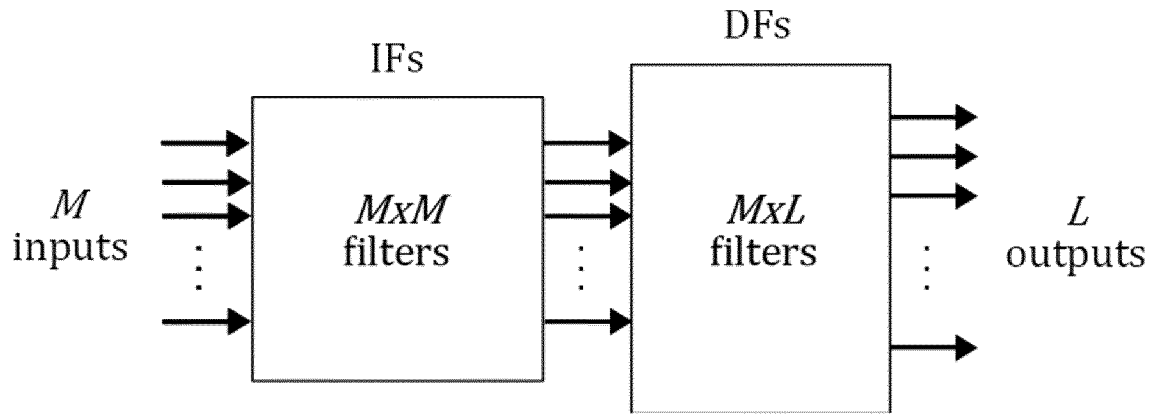 IFs
DFs
M
inputs
MxM
filters
MxL
filters
L
outputs